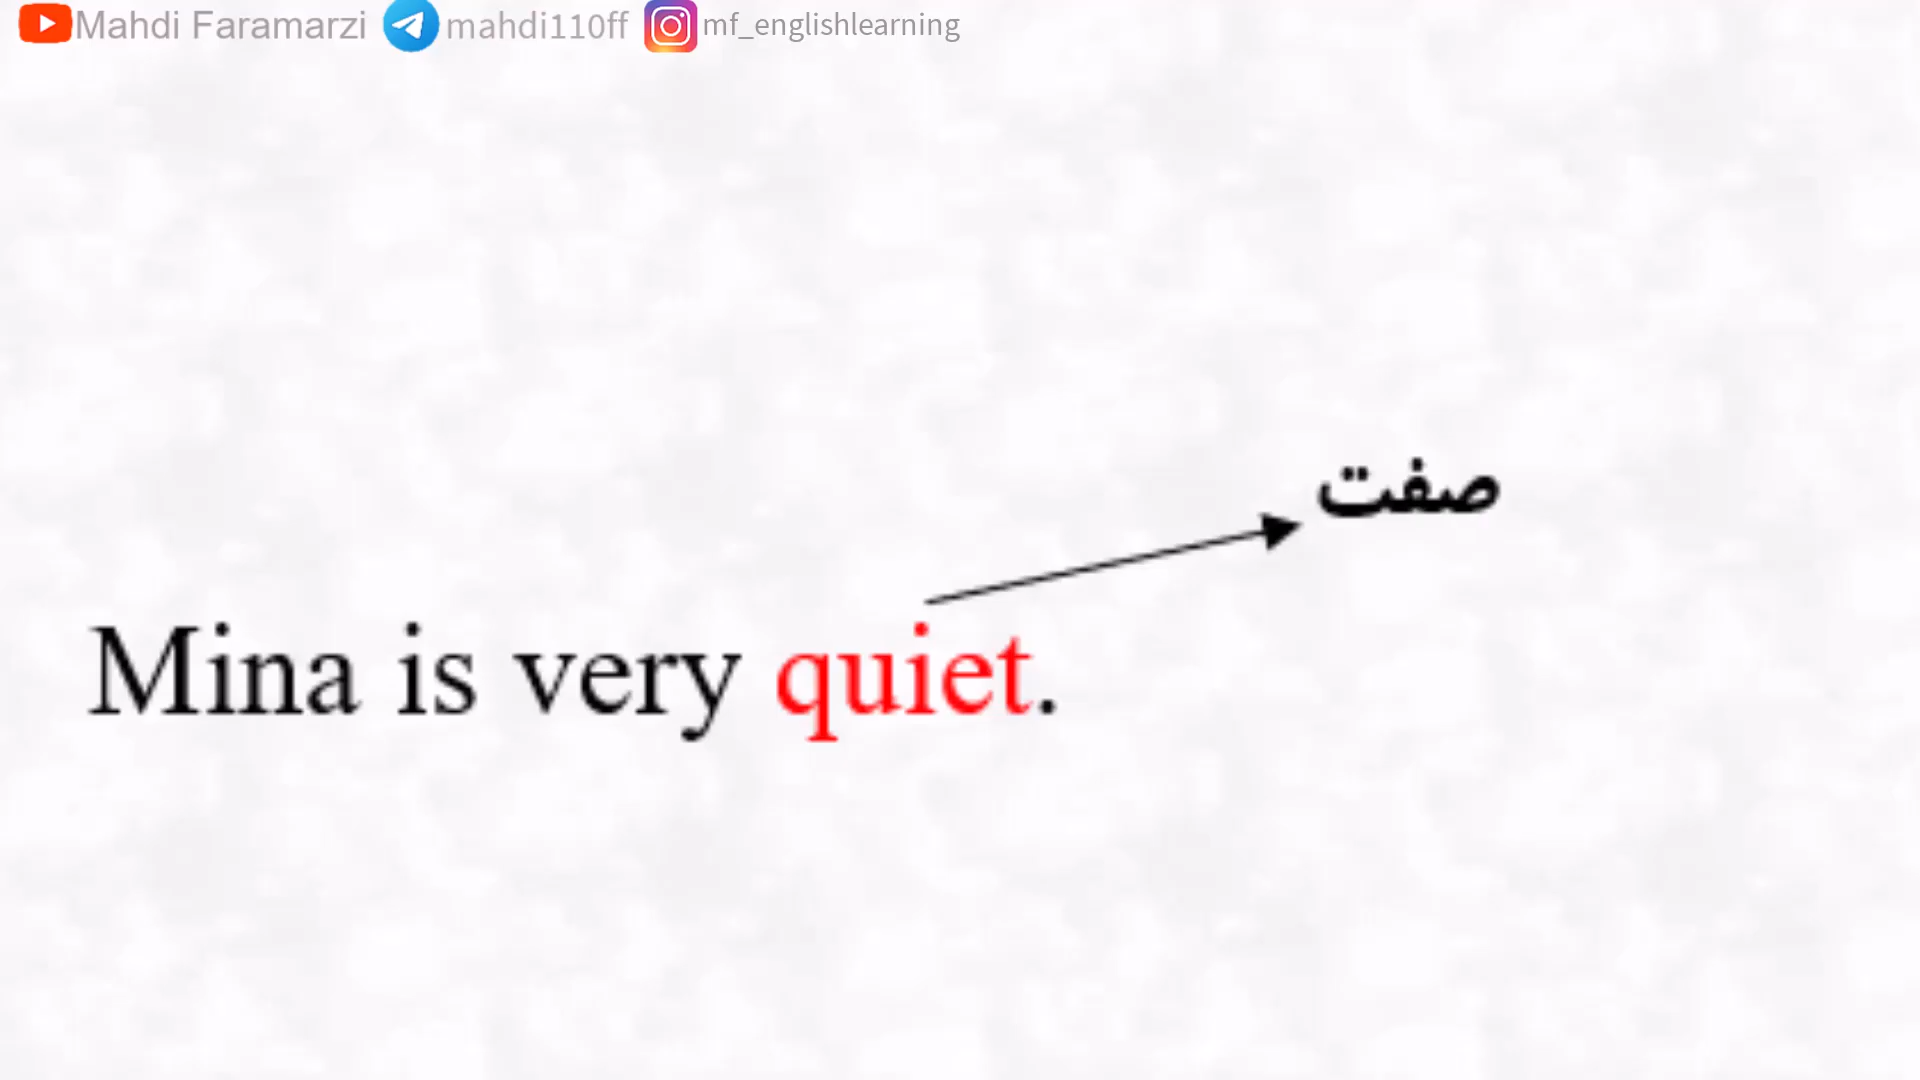 Mahdi Faramarzi mahdi110ff mf_englishlearning
صفت
Mina is very quiet.